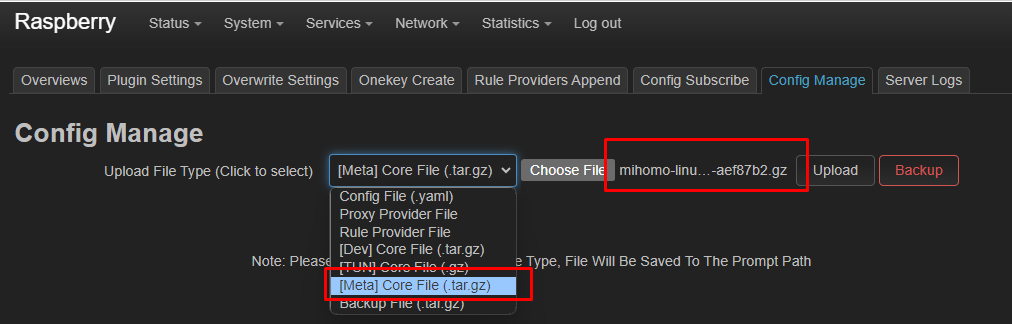 Raspberry Status System Services Network Statistics Log out
Overviews Plugin Settings Overwrite Settings Onekey Create Rule Providers Append Config Subscribe Config Manage Server Logs
Config Manage
Upload File Type (Click to select) [Meta] Core File (.tar.gz) Choose File mihomo-linu…-aef87b2.gz Upload Backup
Config File (.yaml)
Proxy Provider File
Rule Provider File
[Dev] Core File (.tar.gz)
Note: Please [TUN] Core File (.gz) Type, File Will Be Saved To The Prompt Path
[Meta] Core File (.tar.gz)
Backup File (.tar.gz)